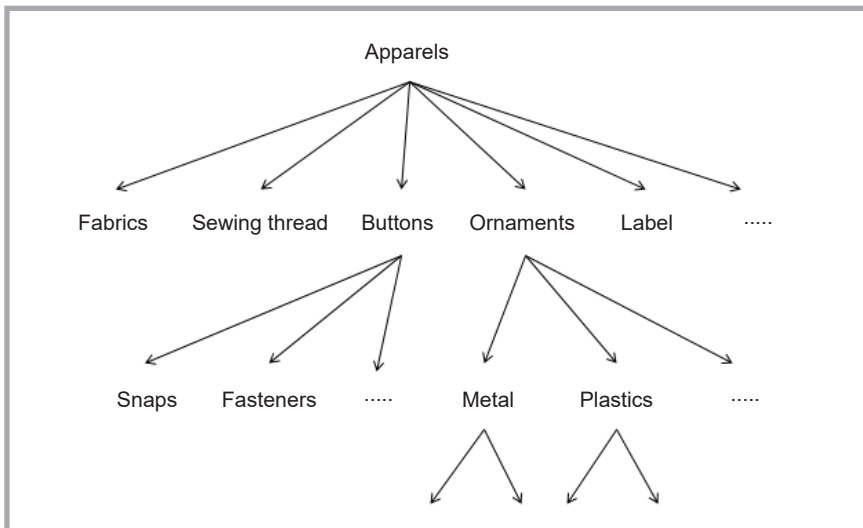 Apparels
Fabrics Sewing thread Buttons Ornaments Label .....
Snaps Fasteners ..... Metal Plastics .....